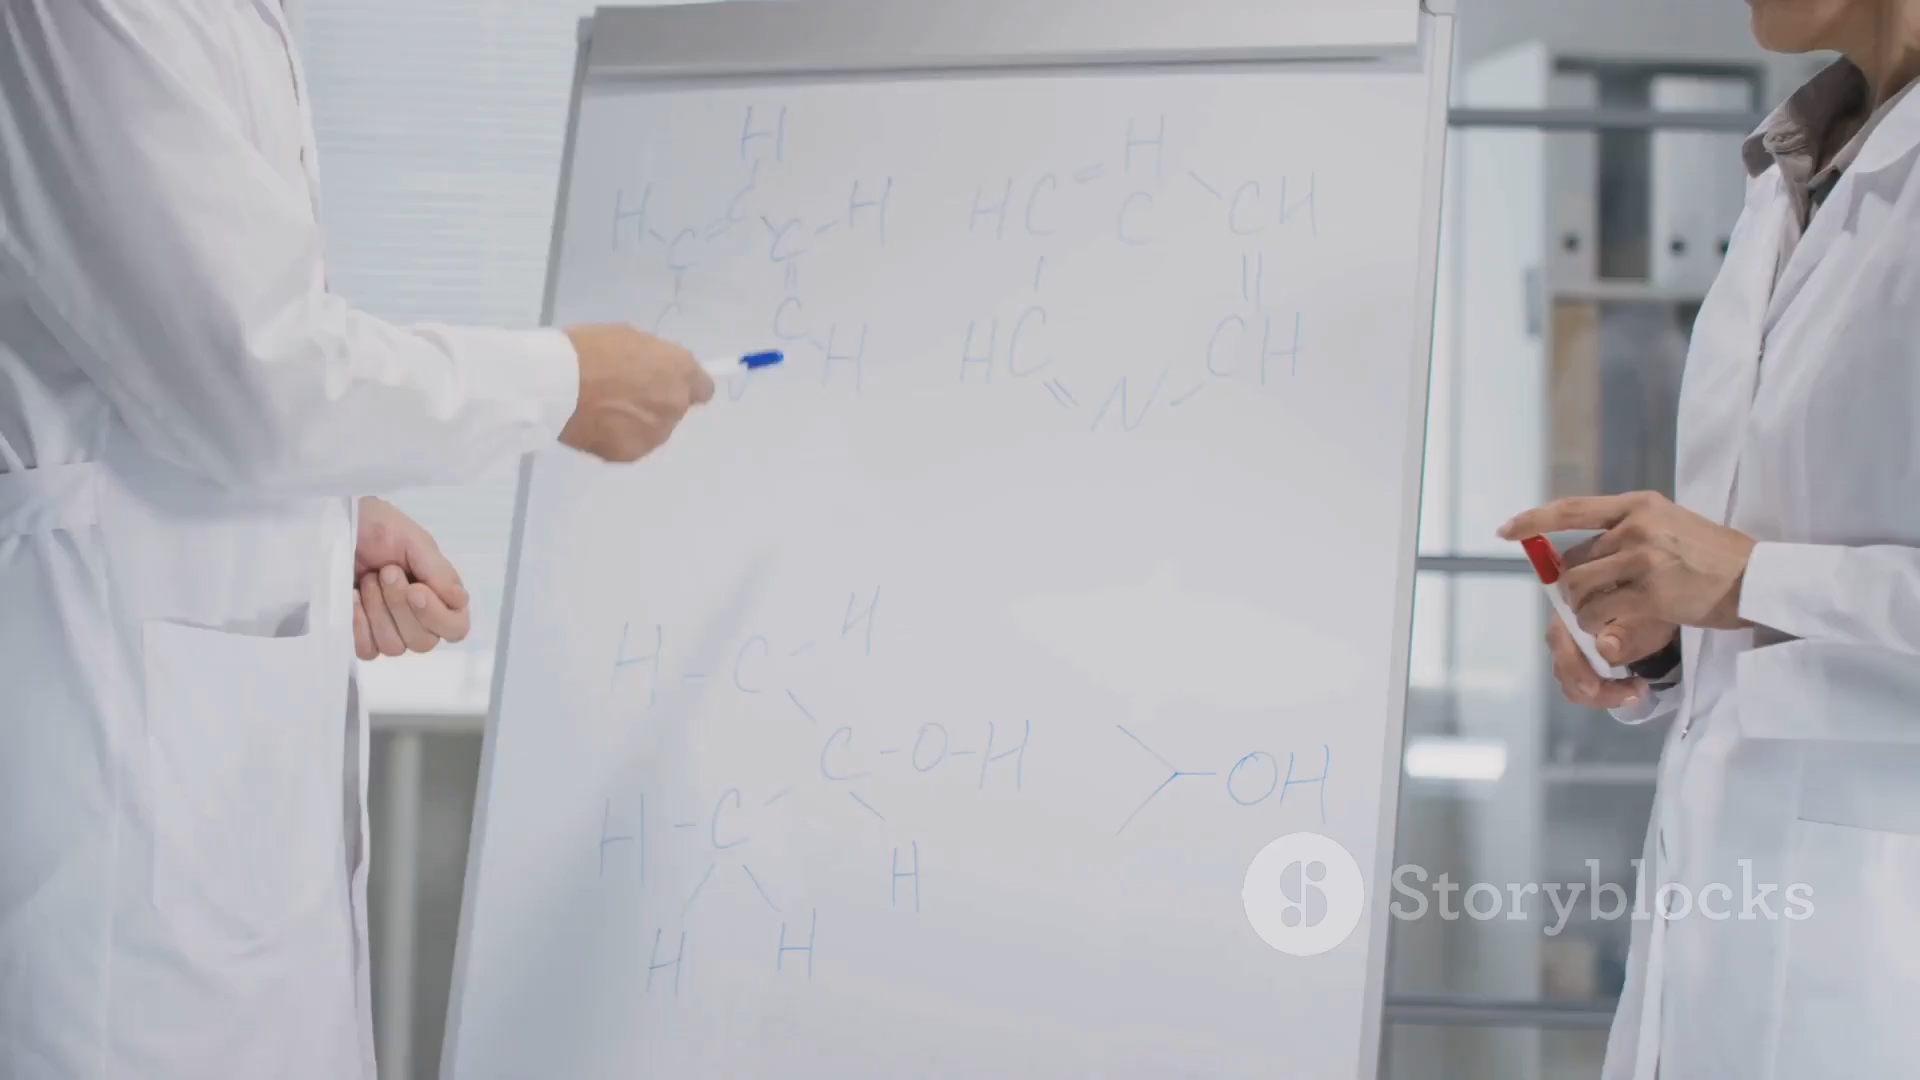 H H
H C C H HC C CH
C C H HC CH
N
H H
H - C
C - O - H OH
H - C
H
H H
Storyblocks